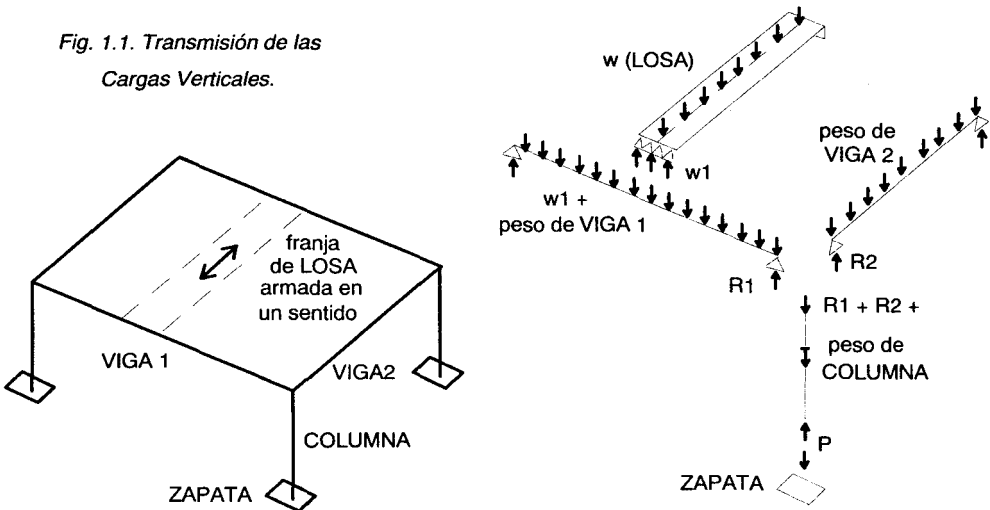 Fig. 1.1. Transmisión de las
Cargas Verticales.
franja
de LOSA
armada en
un sentido
VIGA 1
VIGA2
COLUMNA
ZAPATA
w (LOSA)
w1
w1 +
peso de VIGA 1
R1
peso de
VIGA 2
R2
R1 + R2 +
peso de
COLUMNA
P
ZAPATA